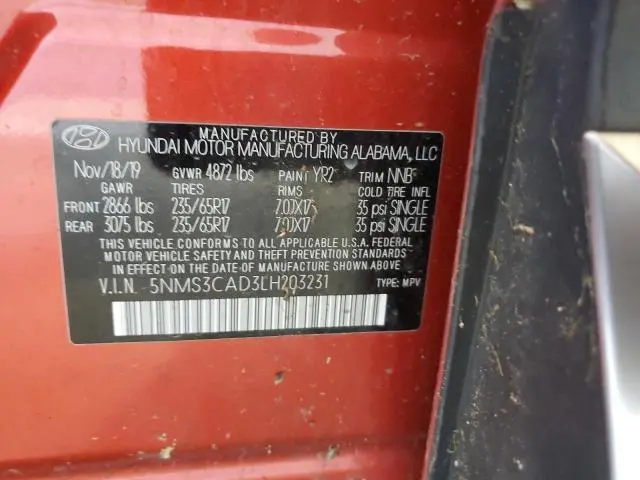 MANUFACTURED BY
HYUNDAI MOTOR MANUFACTURING ALABAMA, LLC
Nov/18/19 GVWR 4872 lbs PAINT YR2 TRIM NNB
GAWR TIRES RIMS COLD TIRE INFL
FRONT 2866 lbs 235/65R17 7.00X17 35 psi SINGLE
REAR 3075 lbs 235/65R17 7.00X17 35 psi SINGLE
THIS VEHICLE CONFORMS TO ALL APPLICABLE U.S.A. FEDERAL
MOTOR VEHICLE SAFETY AND THEFT PREVENTION STANDARDS
IN EFFECT ON THE DATE OF MANUFACTURE SHOWN ABOVE.
V.I.N. 5NMS3CAD3LH203231 TYPE: MPV